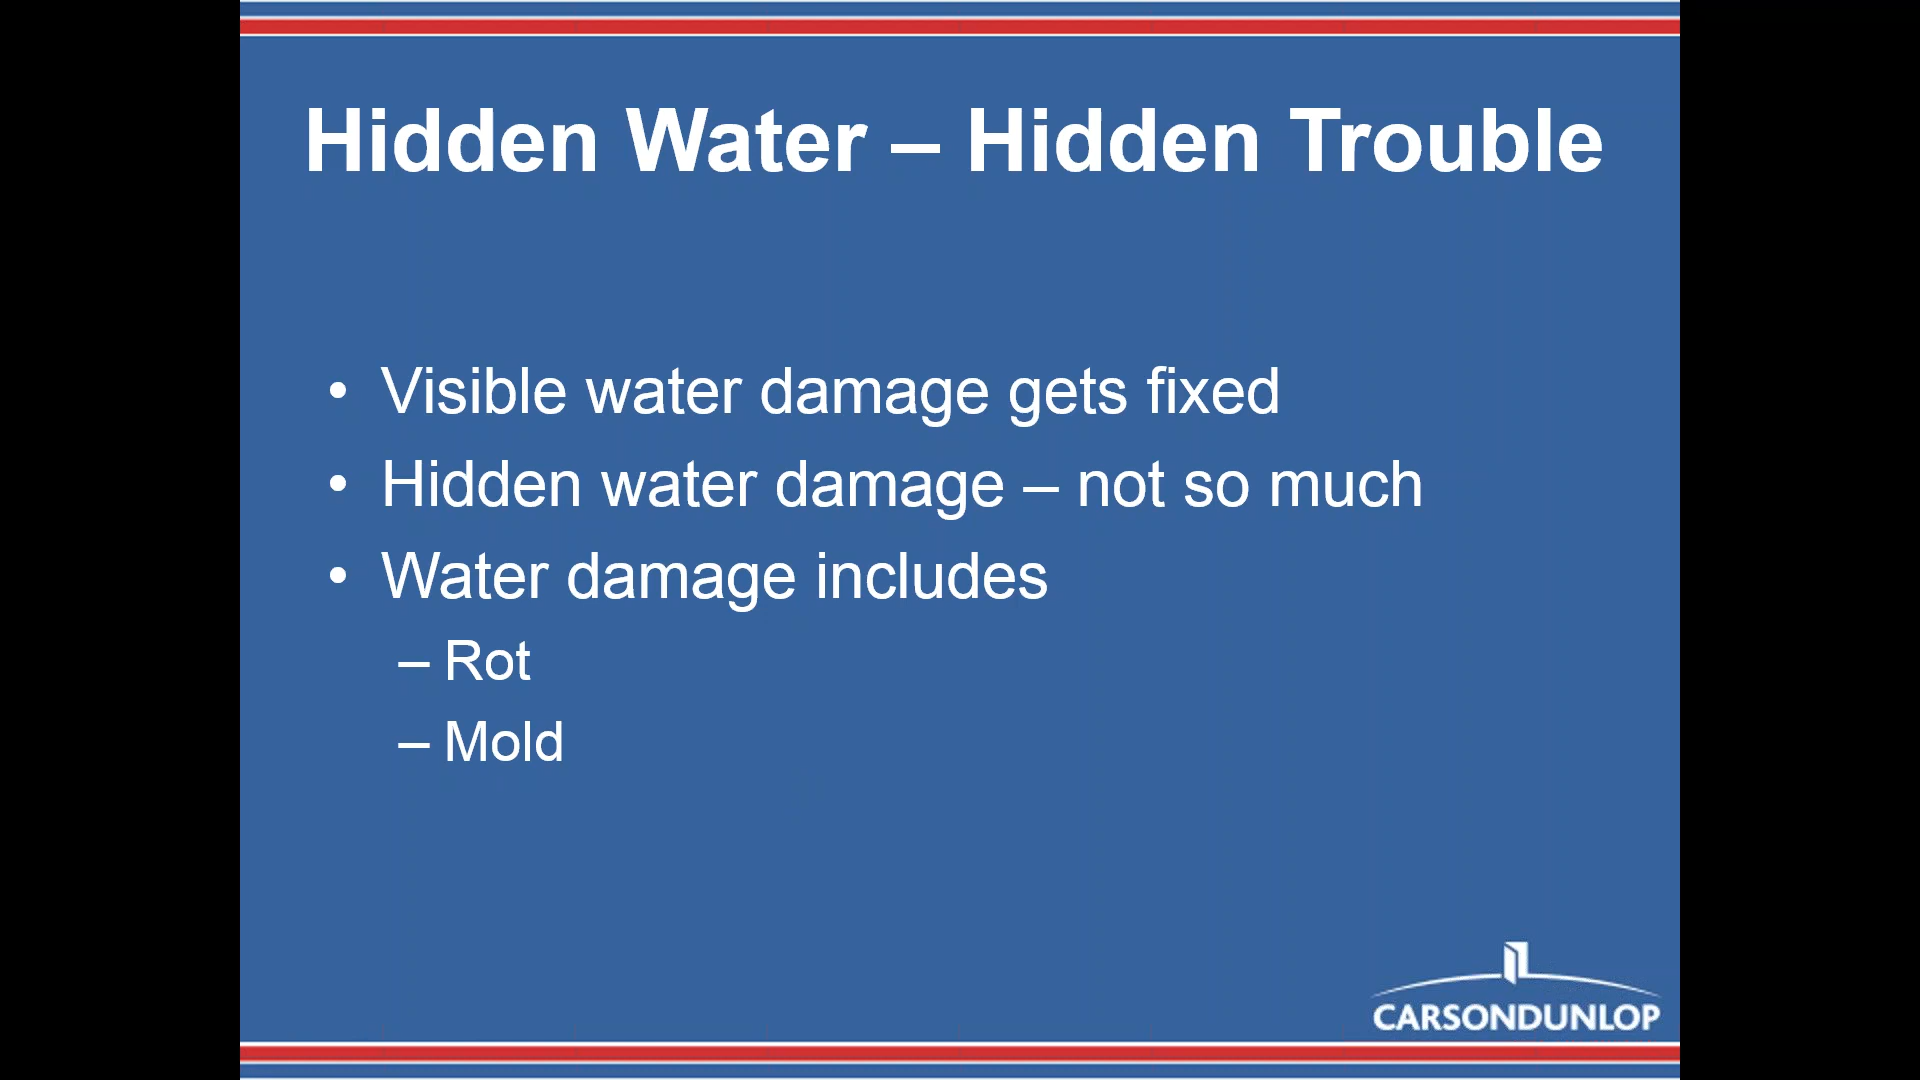 Hidden Water – Hidden Trouble
• Visible water damage gets fixed
• Hidden water damage – not so much
• Water damage includes
– Rot
– Mold
CARSONDUNLOP